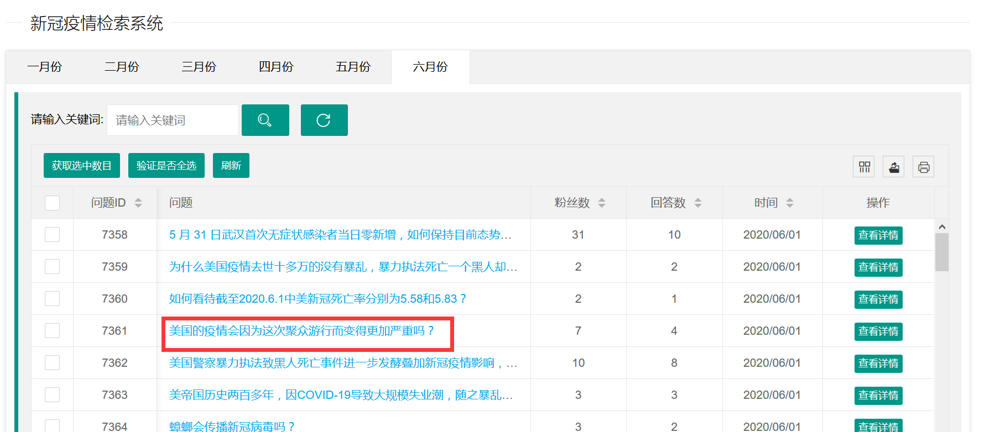 新冠疫情检索系统
一月份 二月份 三月份 四月份 五月份 六月份
请输入关键词: 请输入关键词
获取选中数目 验证是否全选 刷新
问题ID 问题 粉丝数 回答数 时间 操作
7358 5 月 31 日武汉首次无症状感染者当日零新增，如何保持目前态势... 31 10 2020/06/01 查看详情
7359 为什么美国疫情去世十多万的没有暴乱，暴力执法死亡一个黑人却... 2 2 2020/06/01 查看详情
7360 如何看待截至2020.6.1中美新冠死亡率分别为5.58和5.83？ 2 1 2020/06/01 查看详情
7361 美国的疫情会因为这次聚众游行而变得更加严重吗？ 7 4 2020/06/01 查看详情
7362 美国警察暴力执法致黑人死亡事件进一步发酵叠加新冠疫情影响，... 10 8 2020/06/01 查看详情
7363 美帝国历史两百多年，因COVID-19导致大规模失业潮，随之暴乱... 3 3 2020/06/01 查看详情
7364 蟑螂会传播新冠病毒吗？ 3 2 2020/06/01 查看详情